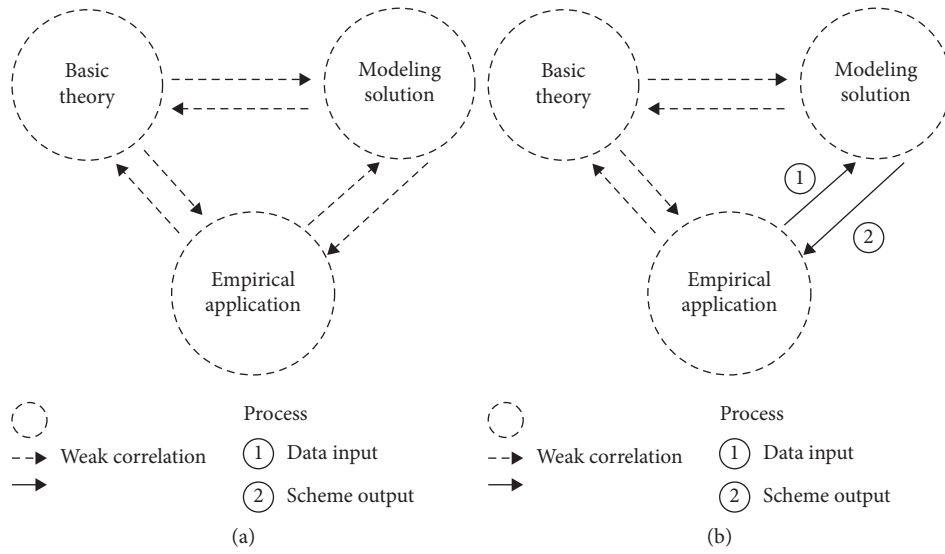 Basic
theory
Modeling
solution
Empirical
application
Weak correlation
Process
1 Data input
2 Scheme output
(a)
Basic
theory
Modeling
solution
1
2
Empirical
application
Weak correlation
Process
1 Data input
2 Scheme output
(b)